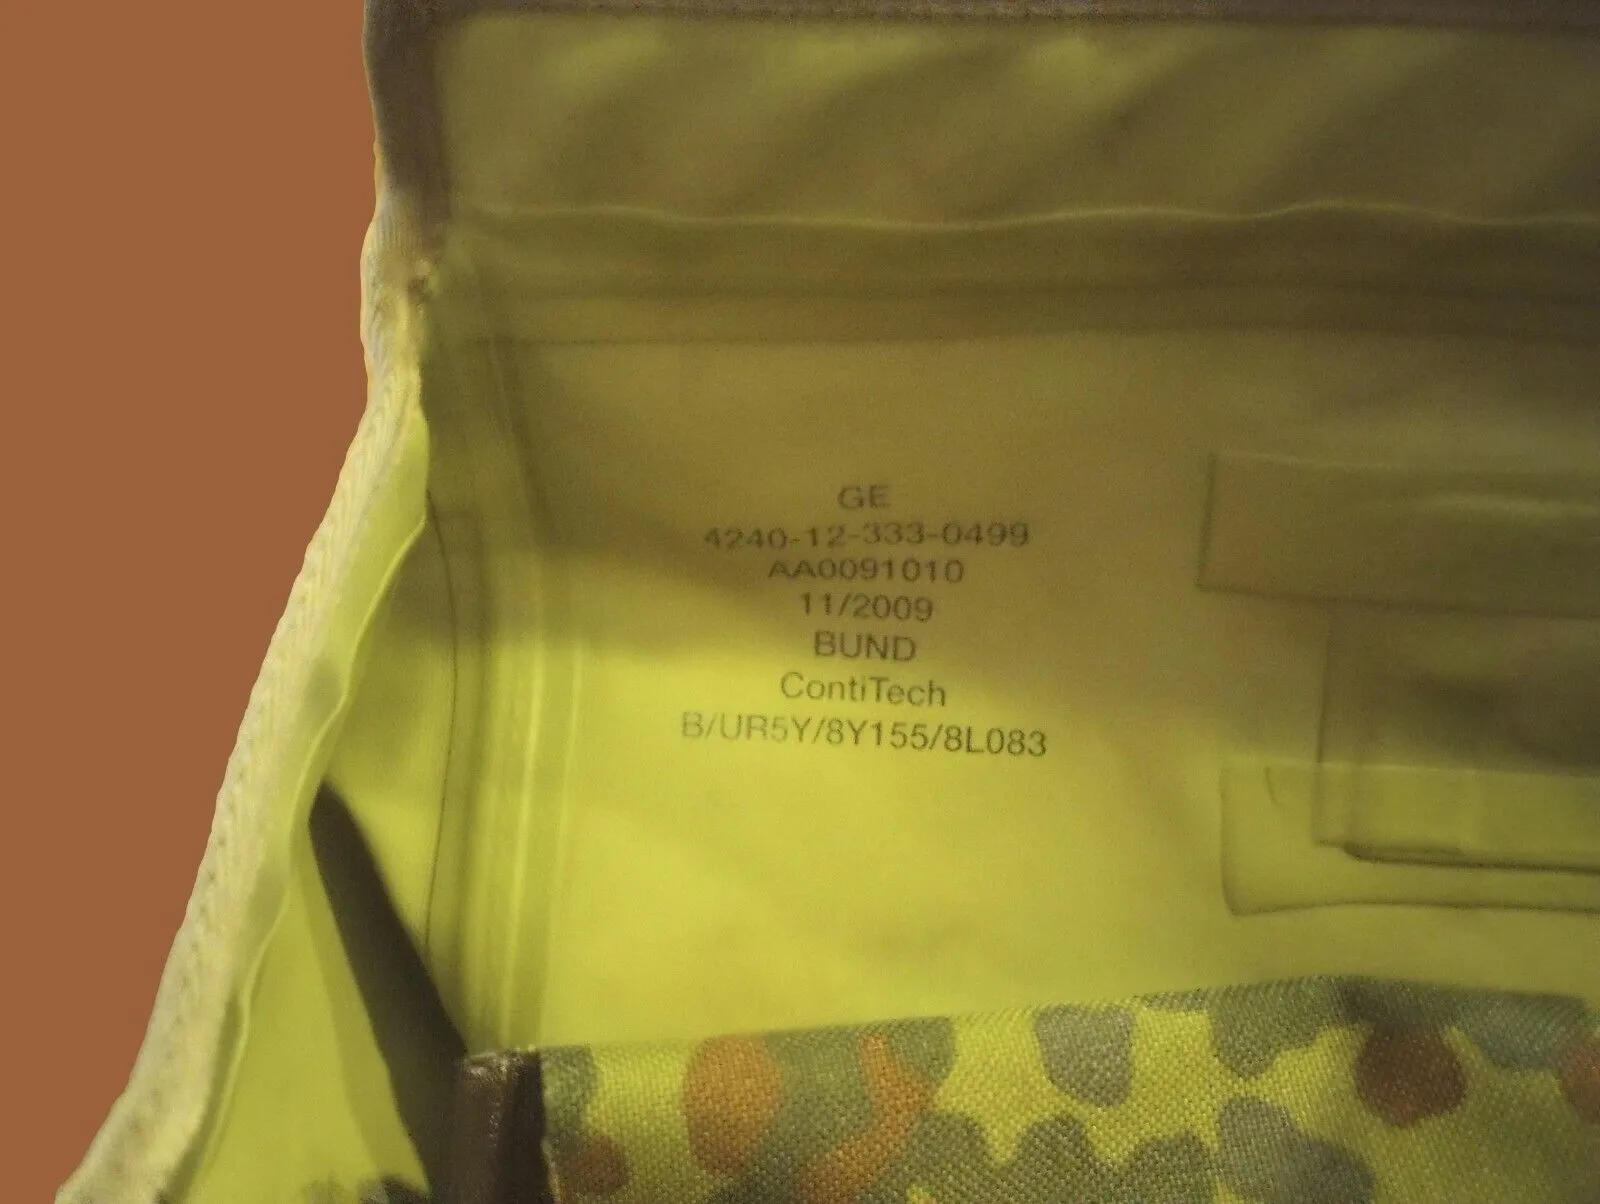 GE
4240-12-333-0499
AA0091010
11/2009
BUND
ContiTech
B/UR5Y/8Y155/8L083